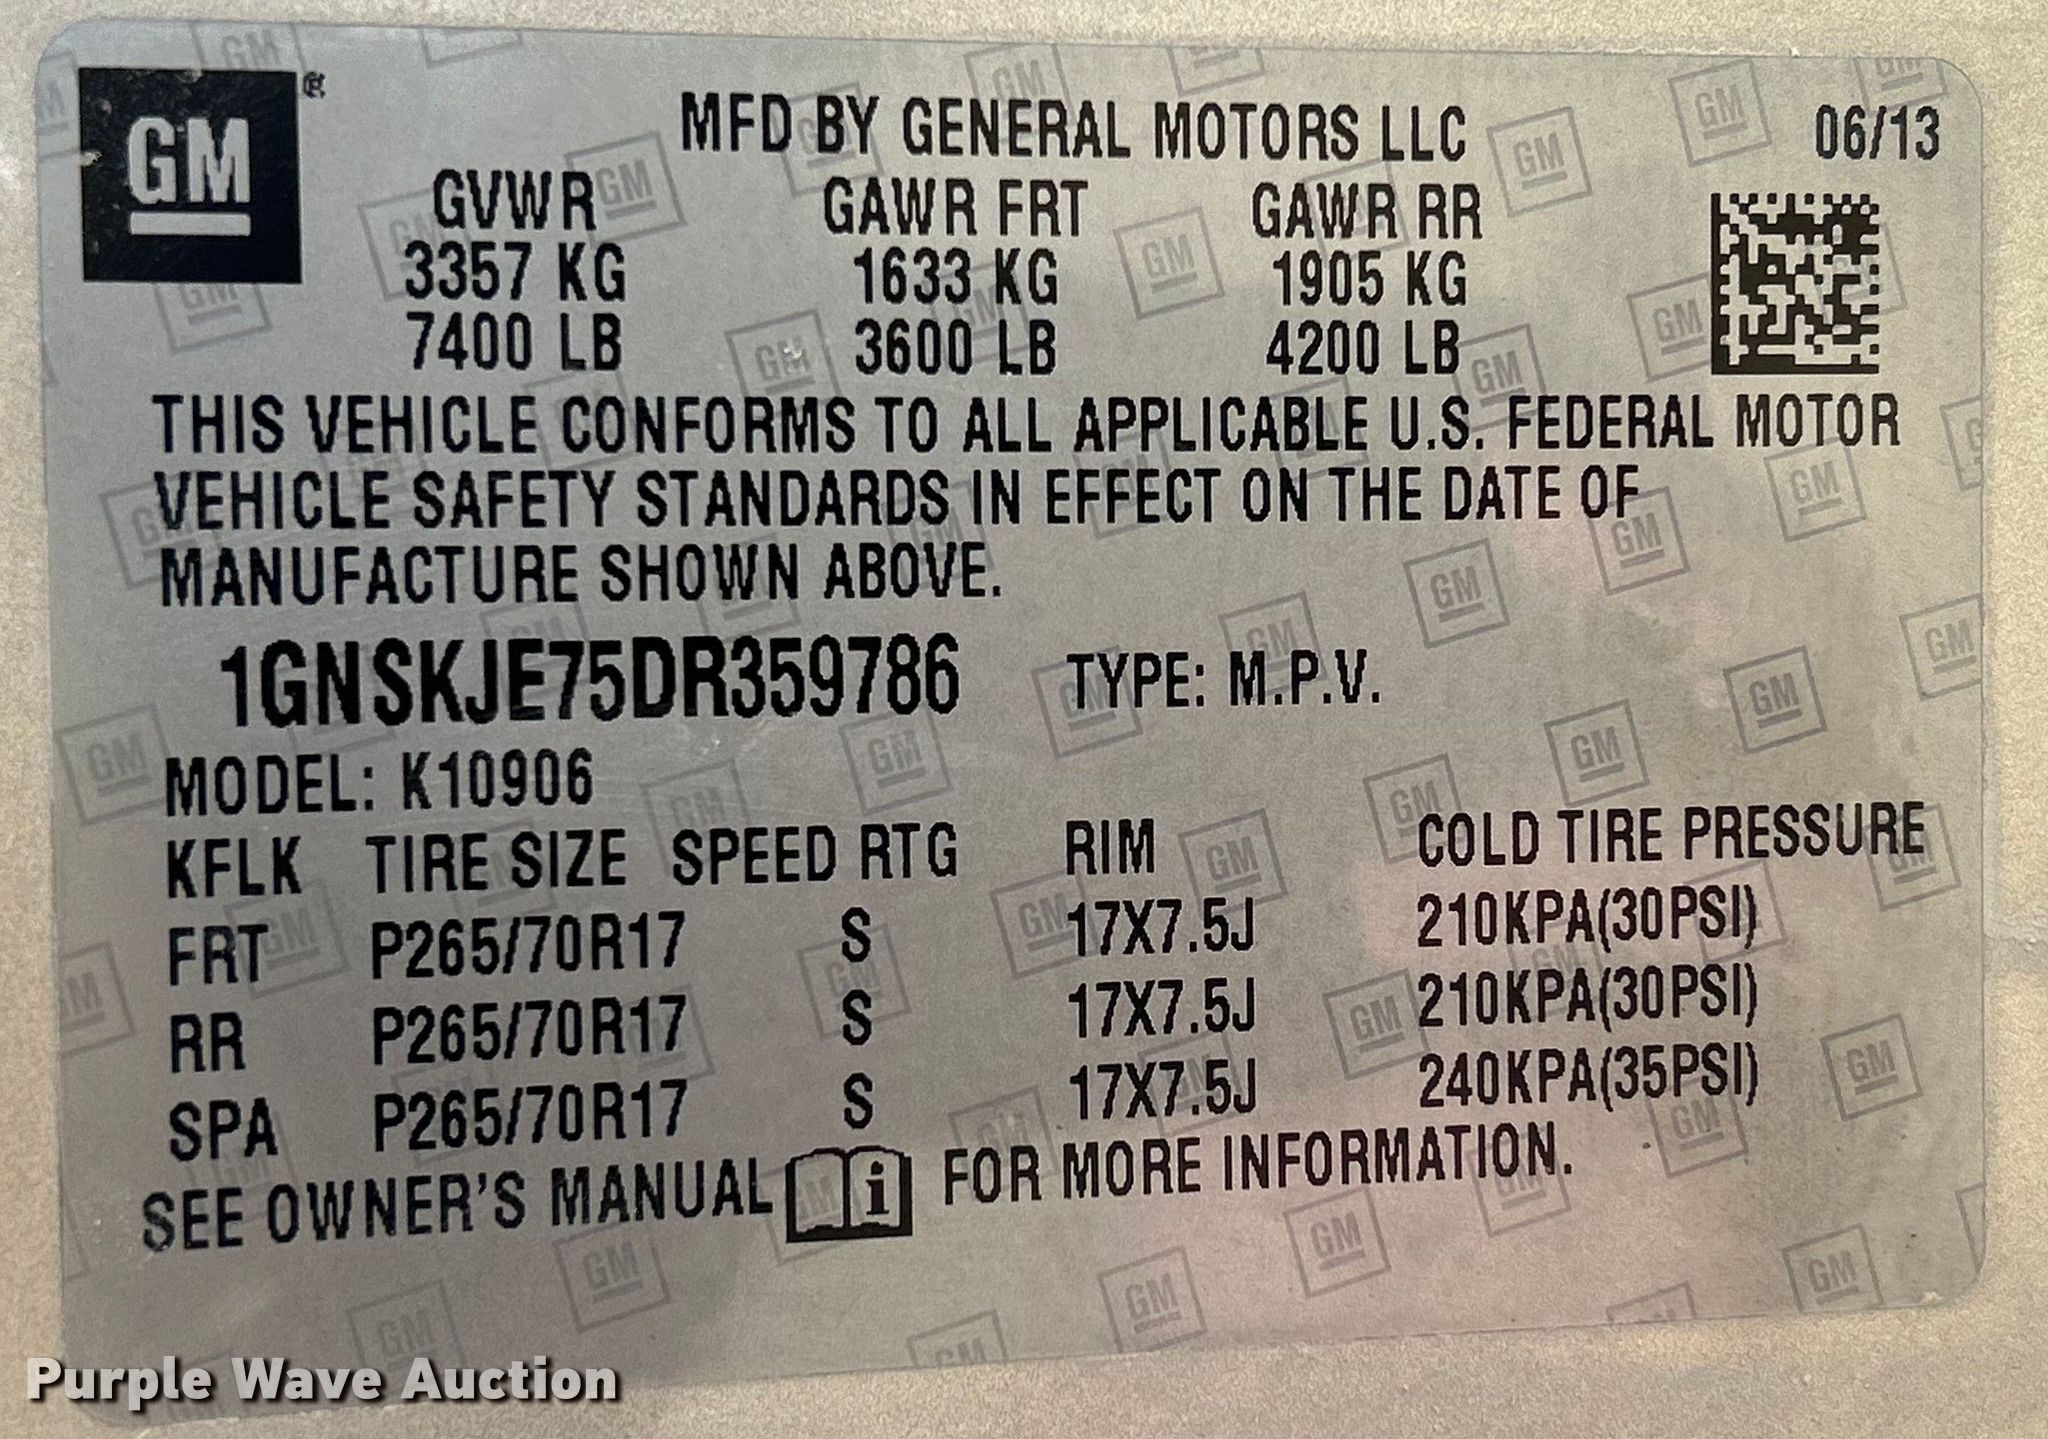 GM ®
MFD BY GENERAL MOTORS LLC 06/13
GVWR GAWR FRT GAWR RR
3357 KG 1633 KG 1905 KG
7400 LB 3600 LB 4200 LB
THIS VEHICLE CONFORMS TO ALL APPLICABLE U.S. FEDERAL MOTOR
VEHICLE SAFETY STANDARDS IN EFFECT ON THE DATE OF
MANUFACTURE SHOWN ABOVE.
1GNSKJE75DR359786 TYPE: M.P.V.
MODEL: K10906
KFLK TIRE SIZE SPEED RTG RIM COLD TIRE PRESSURE
FRT P265/70R17 S 17X7.5J 210KPA(30PSI)
RR P265/70R17 S 17X7.5J 210KPA(30PSI)
SPA P265/70R17 S 17X7.5J 240KPA(35PSI)
SEE OWNER'S MANUAL i FOR MORE INFORMATION.
Purple Wave Auction